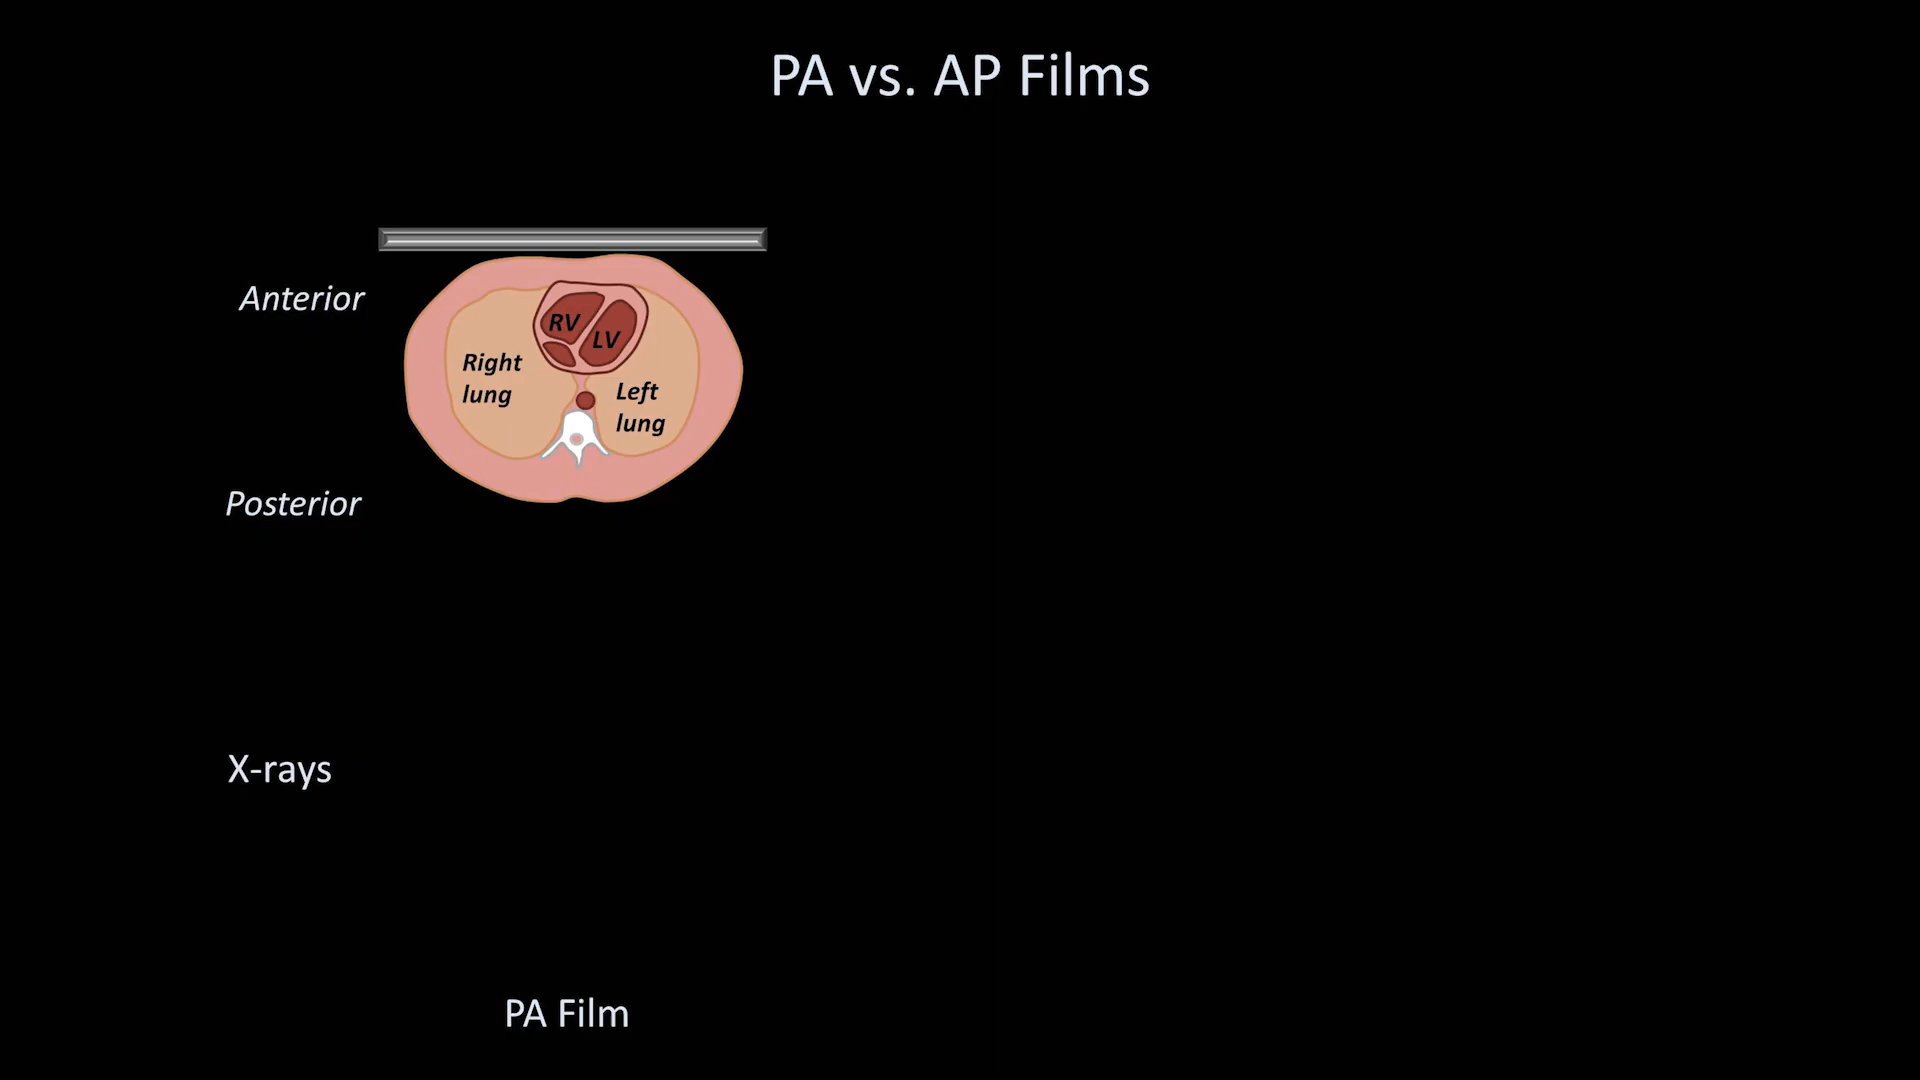 PA vs. AP Films
Anterior
RV
LV
Right
lung
Left
lung
Posterior
X-rays
PA Film